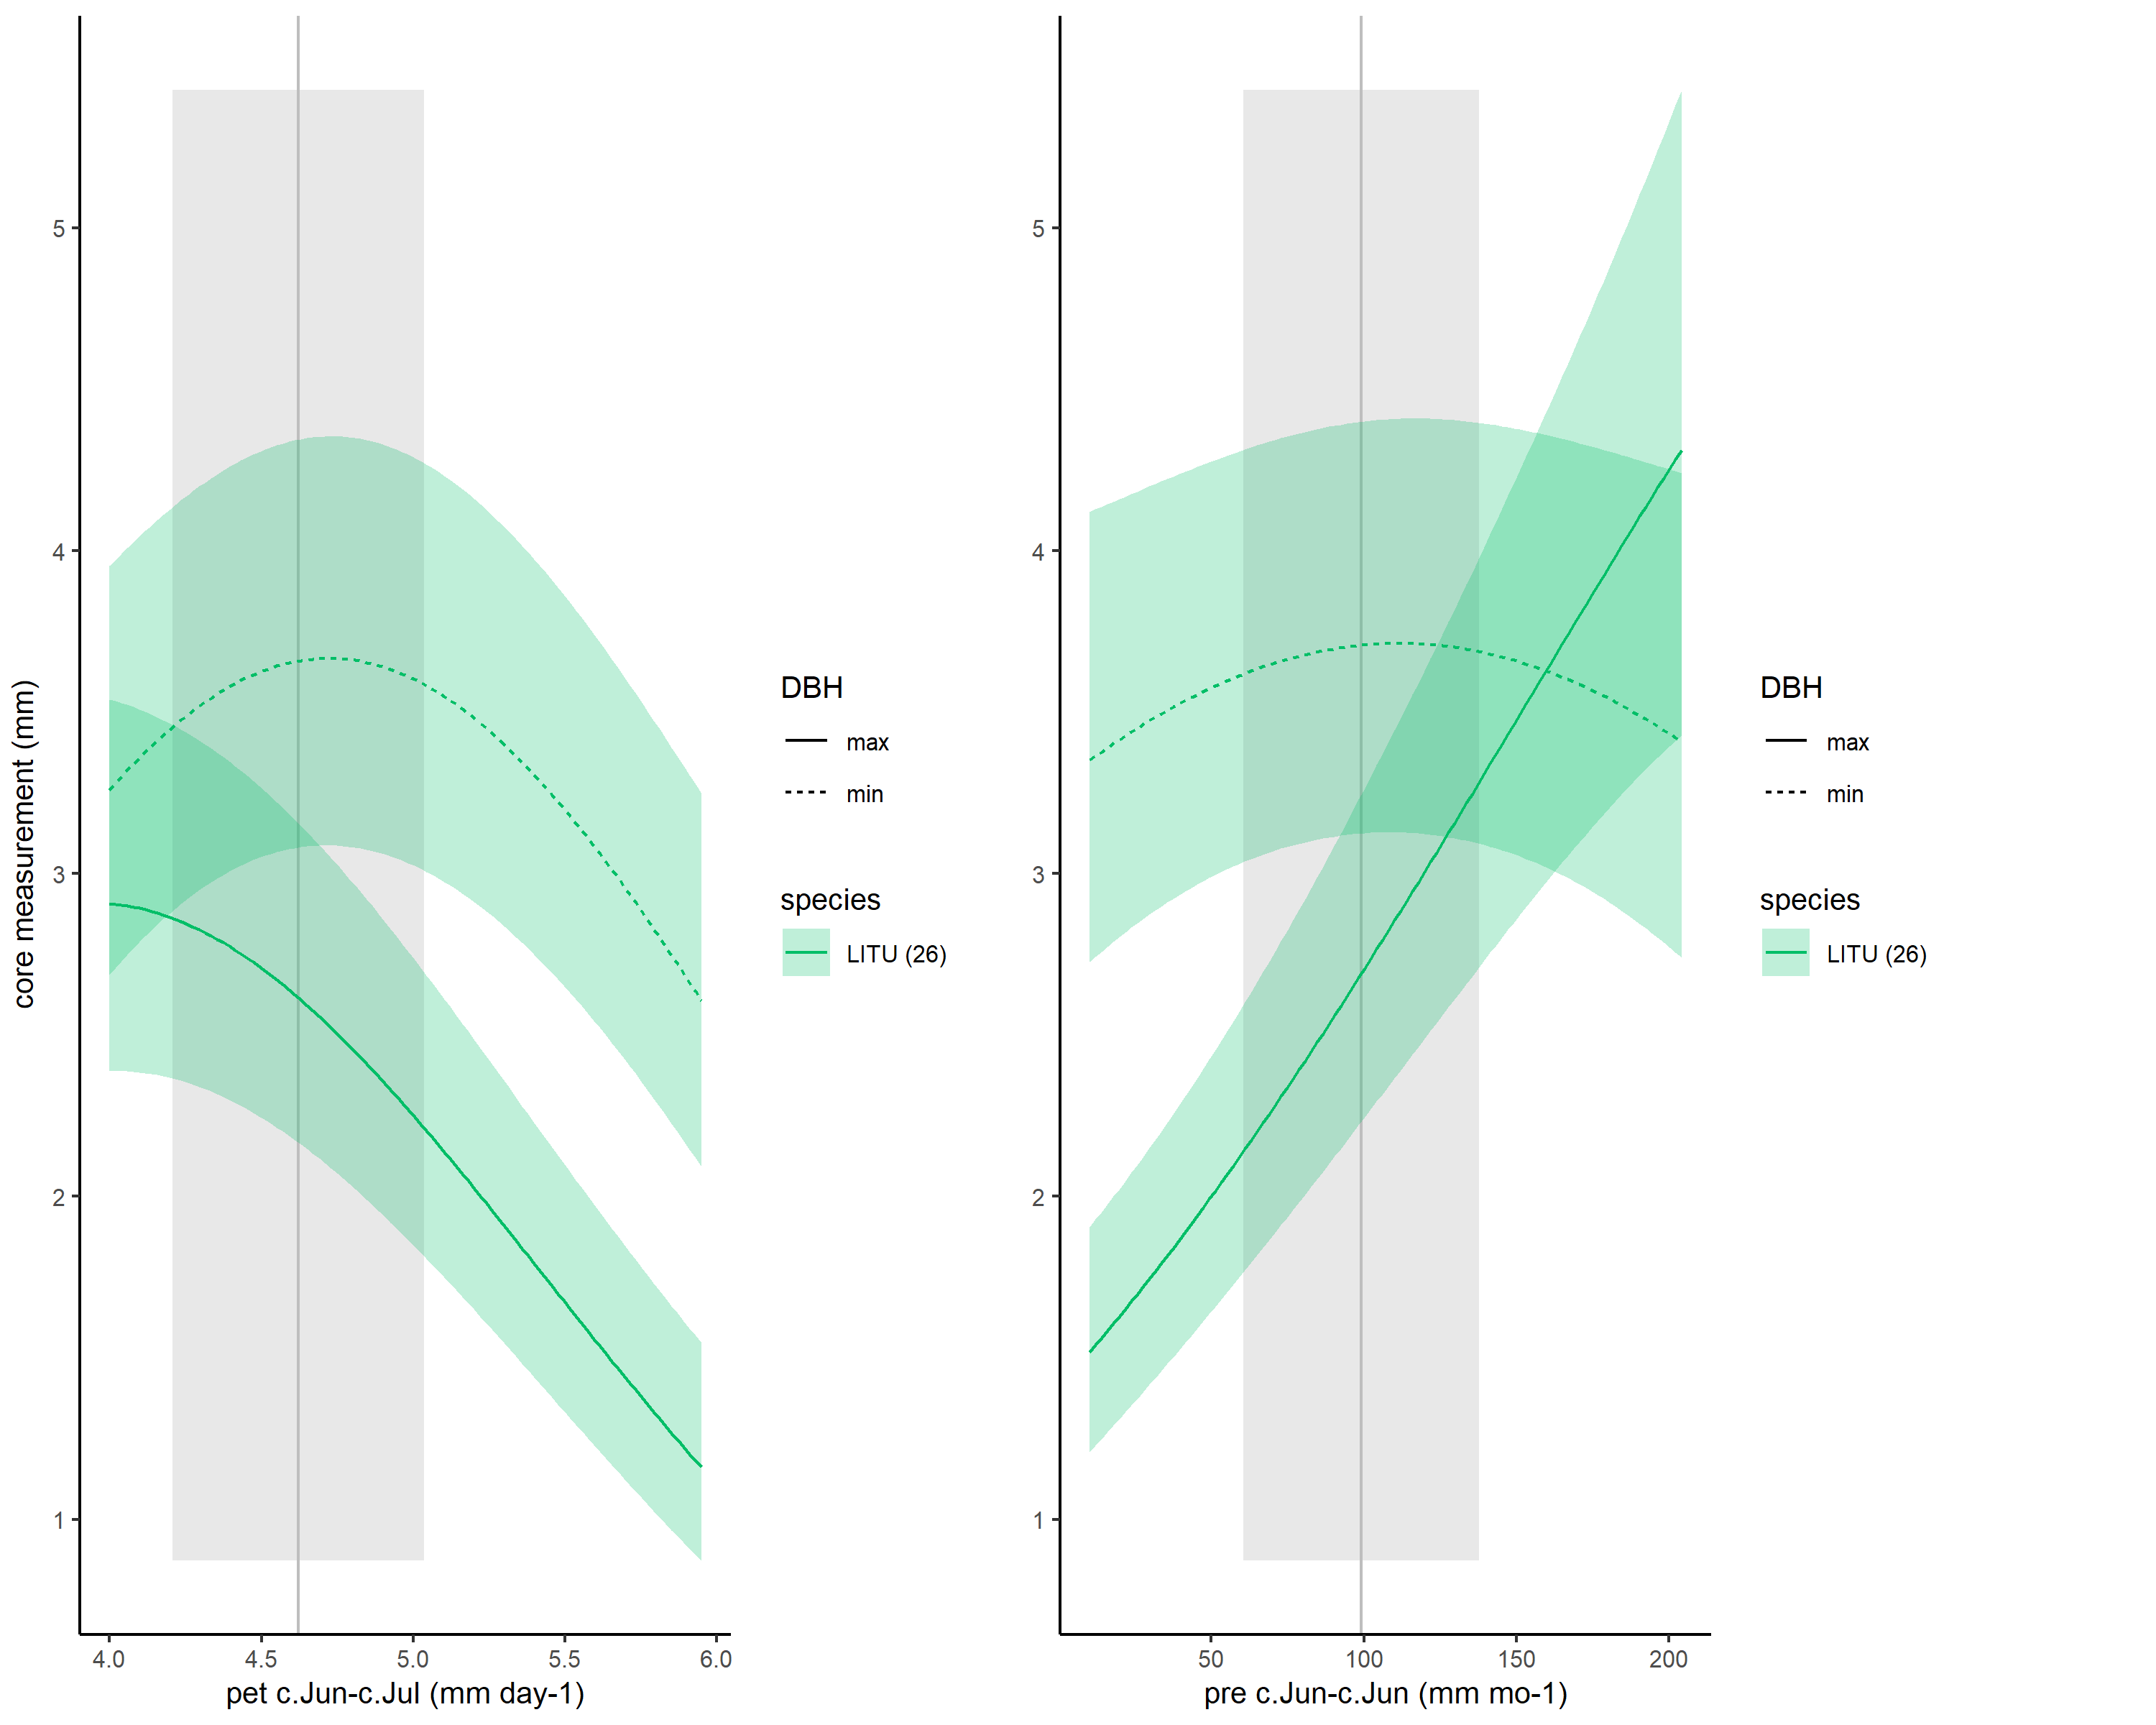 core measurement (mm)
5
4
3
2
1
4.0 4.5 5.0 5.5 6.0
pet c.Jun-c.Jul (mm day-1)
DBH
max
min
species
LITU (26)
5
4
3
2
1
50 100 150 200
pre c.Jun-c.Jun (mm mo-1)
DBH
max
min
species
LITU (26)